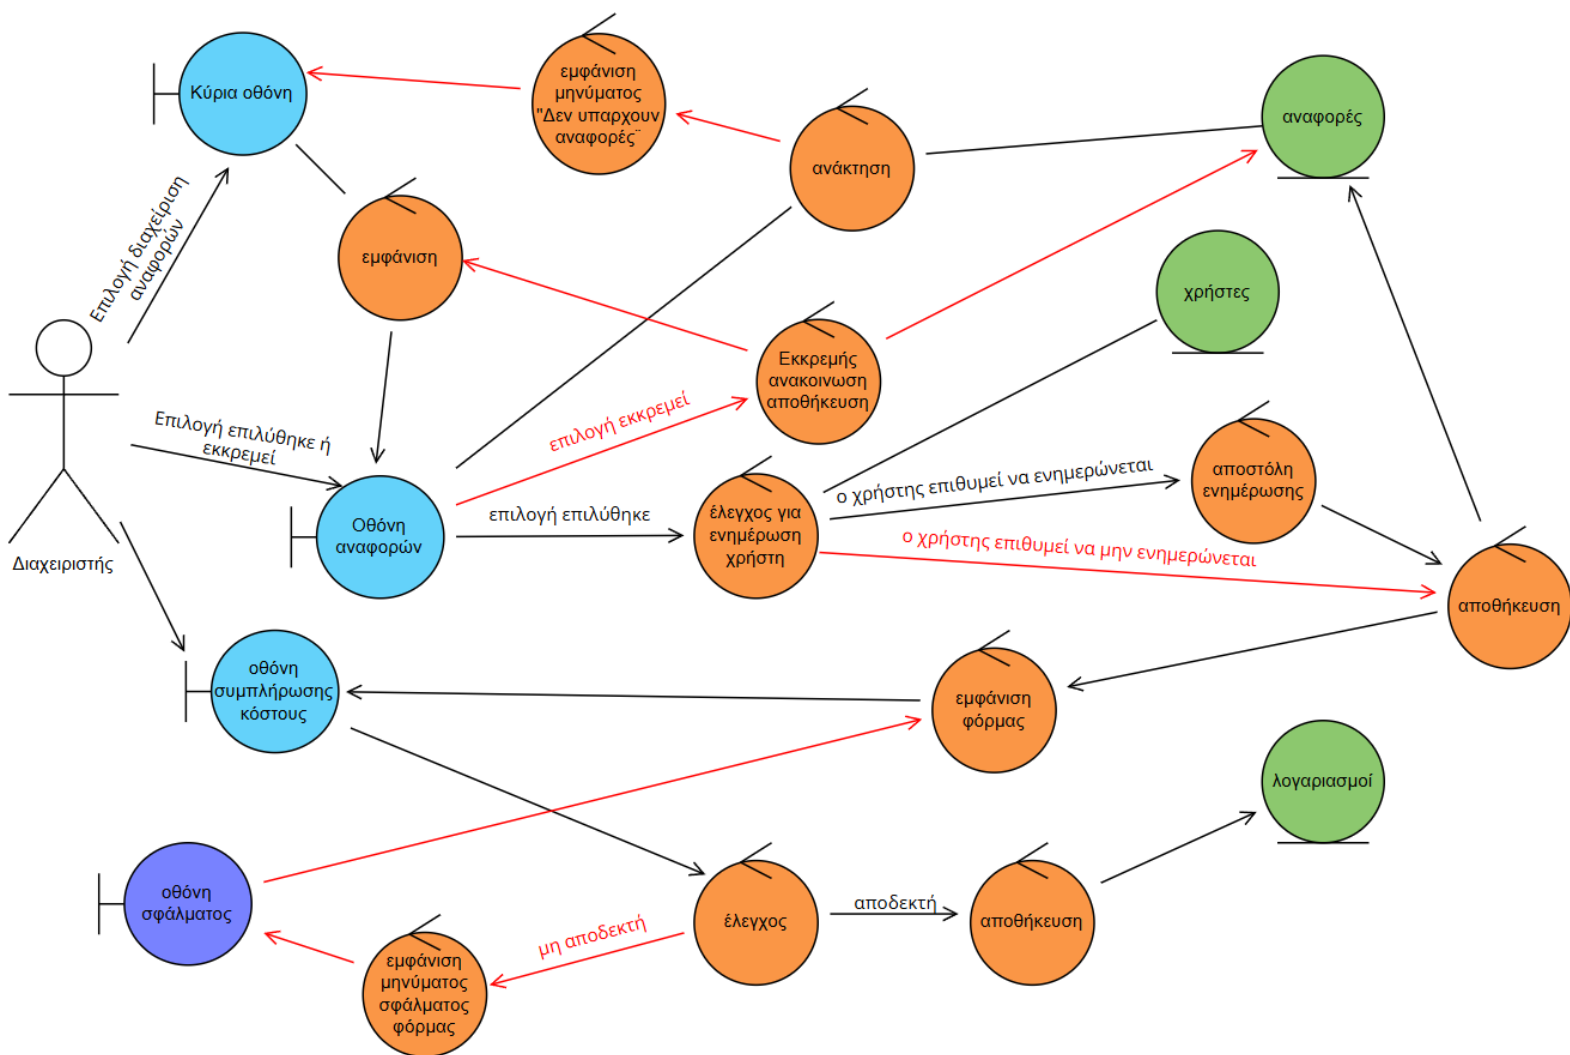 Κύρια οθόνη
εμφάνιση
μηνύματος
"Δεν υπαρχουν
αναφορές¨
αναφορές
ανάκτηση
Επιλογή διαχείριση
αναφορών
εμφάνιση
χρήστες
Εκκρεμής
ανακοινωση
αποθήκευση
επιλογή εκκρεμεί
Επιλογή επιλύθηκε ή
εκκρεμεί
αποστόλη
ενημέρωσης
ο χρήστης επιθυμεί να ενημερώνεται
Οθόνη
αναφορών
επιλογή επιλύθηκε
έλεγχος για
ενημέρωση
χρήστη
ο χρήστης επιθυμεί να μην ενημερώνεται
Διαχειριστής
αποθήκευση
οθόνη
συμπλήρωσης
κόστους
εμφάνιση
φόρμας
λογαριασμοί
οθόνη
σφάλματος
μη αποδεκτή
έλεγχος
αποδεκτή
αποθήκευση
εμφάνιση
μηνύματος
σφάλματος
φόρμας